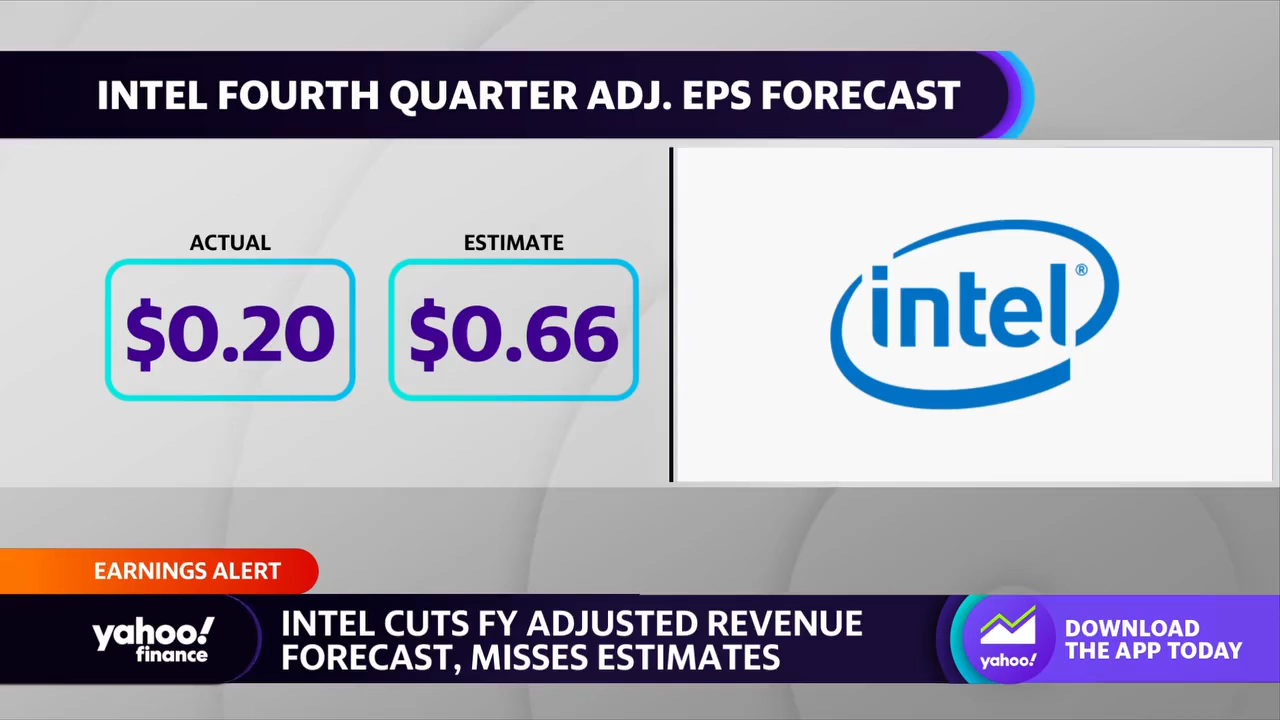 INTEL FOURTH QUARTER ADJ. EPS FORECAST
ACTUAL
ESTIMATE
$0.20
$0.66
intel®
EARNINGS ALERT
yahoo!
finance
INTEL CUTS FY ADJUSTED REVENUE
FORECAST, MISSES ESTIMATES
yahoo!
DOWNLOAD
THE APP TODAY